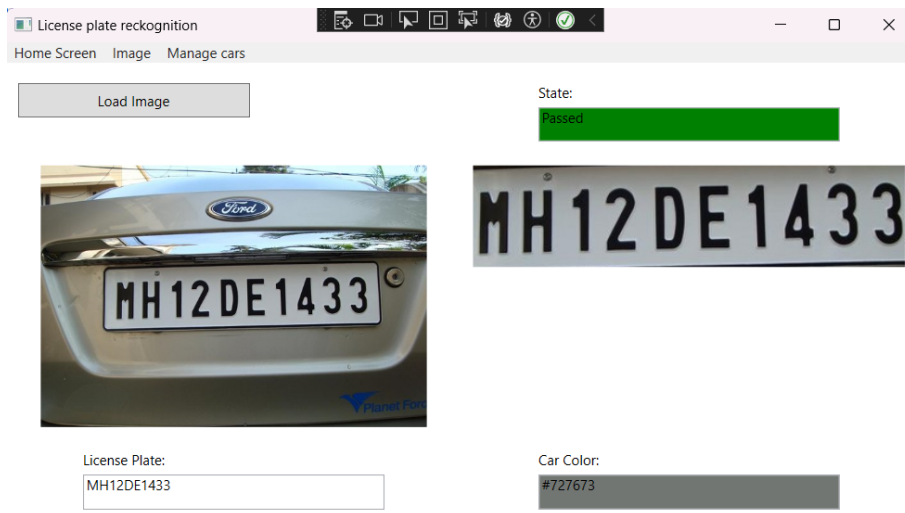 License plate reckognition
Home Screen Image Manage cars
Load Image
State:
Passed
Ford
MH12DE1433
Planet Ford
MH12DE1433
License Plate:
MH12DE1433
Car Color:
#727673